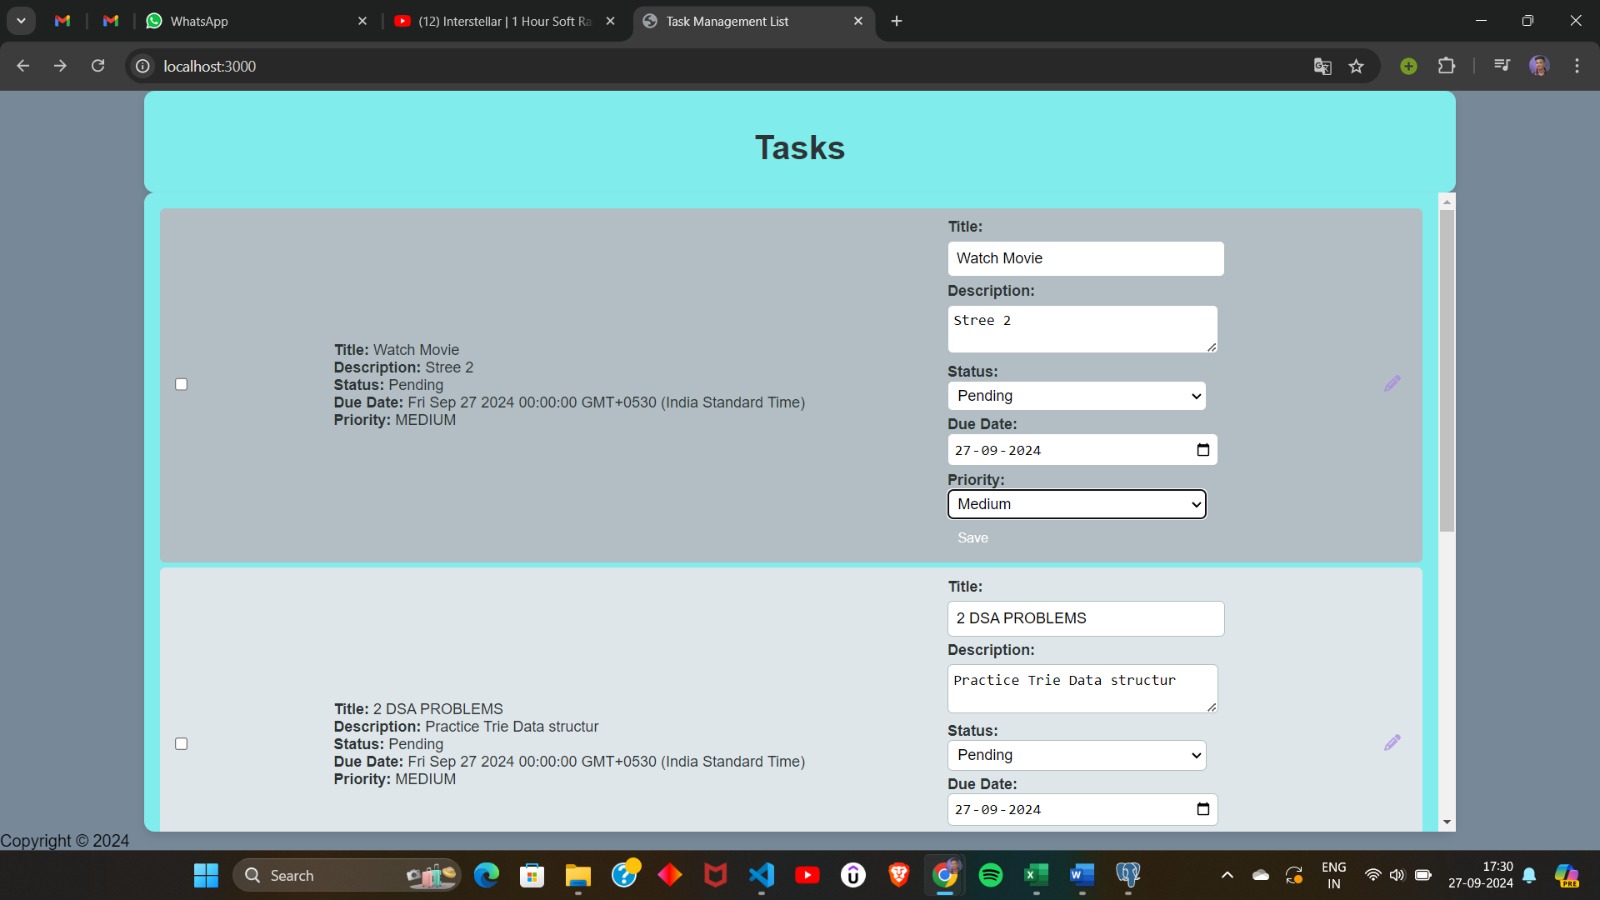 WhatsApp
(12) Interstellar | 1 Hour Soft Ra
Task Management List
localhost:3000
Tasks
Title: Watch Movie
Description: Stree 2
Status: Pending
Due Date: Fri Sep 27 2024 00:00:00 GMT+0530 (India Standard Time)
Priority: MEDIUM
Title:
Watch Movie
Description:
Stree 2
Status:
Pending
Due Date:
27-09-2024
Priority:
Medium
Save
Title: 2 DSA PROBLEMS
Description: Practice Trie Data structur
Status: Pending
Due Date: Fri Sep 27 2024 00:00:00 GMT+0530 (India Standard Time)
Priority: MEDIUM
Title:
2 DSA PROBLEMS
Description:
Practice Trie Data structur
Status:
Pending
Due Date:
27-09-2024
Copyright © 2024
Search
ENG
IN
17:30
27-09-2024
PRE